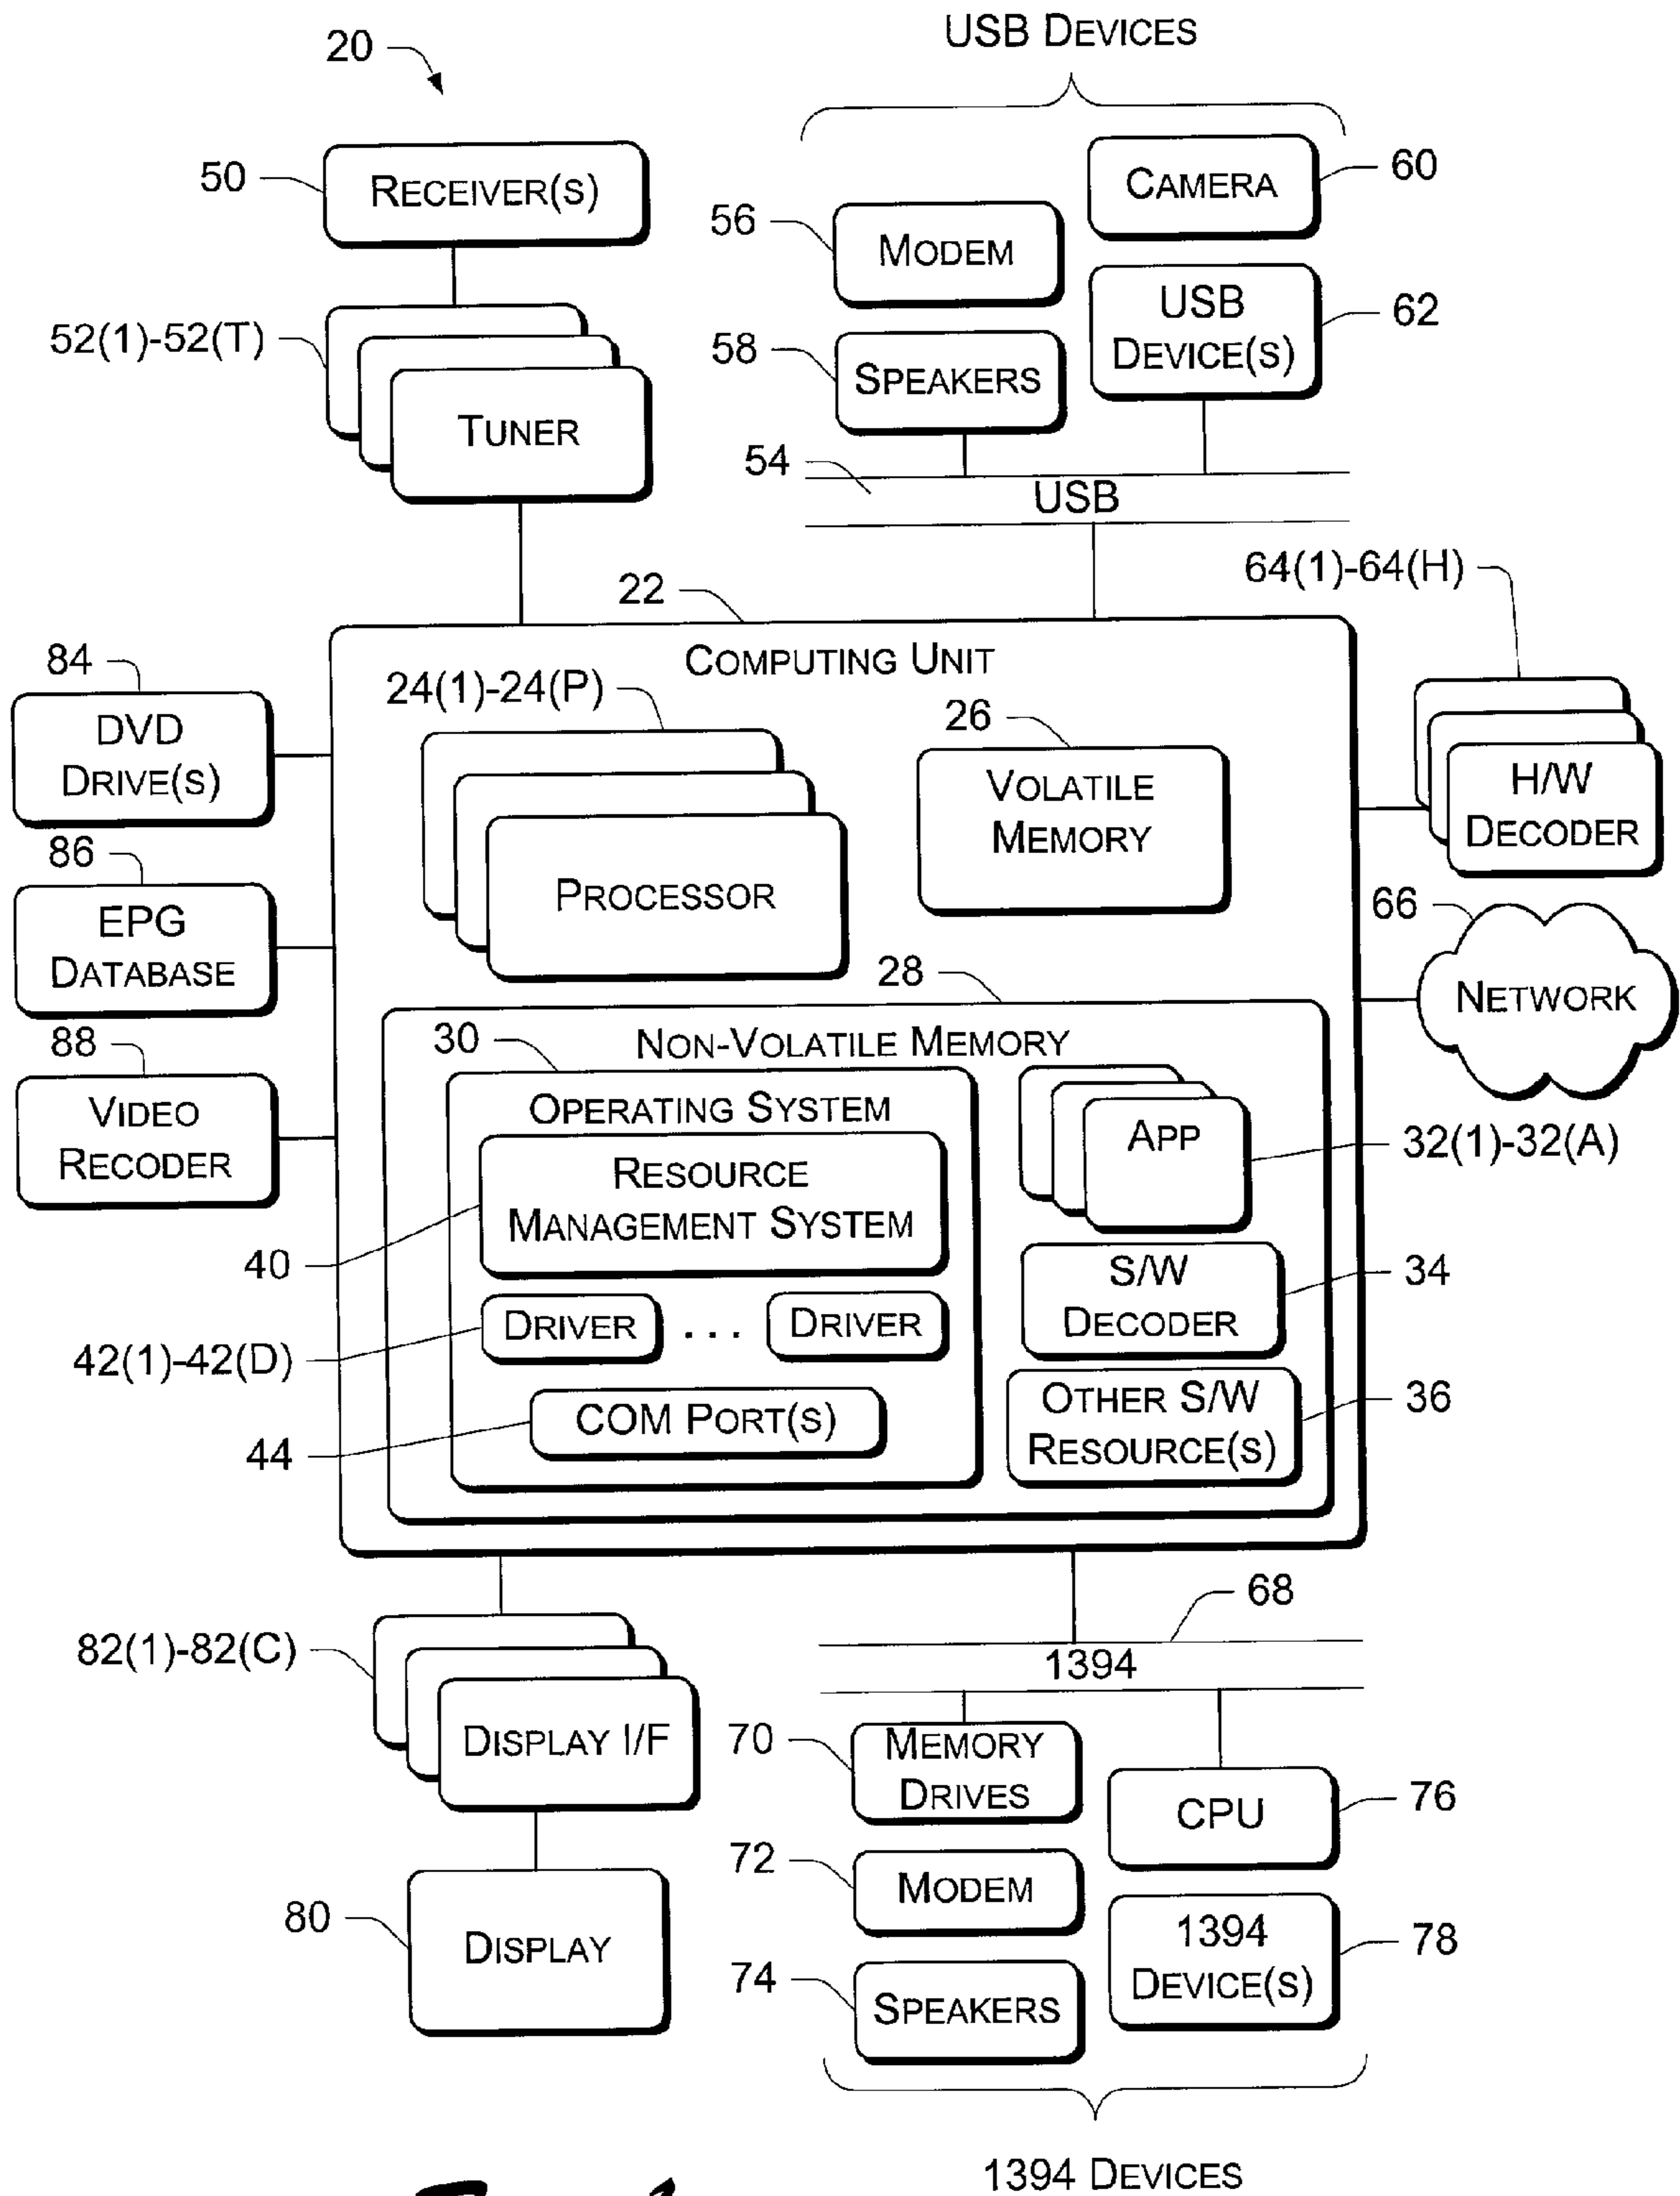 20
USB DEVICES
50
RECEIVER(S)
CAMERA
60
56
MODEM
52(1)-52(T)
USB
DEVICE(S)
62
58
SPEAKERS
TUNER
54
USB
64(1)-64(H)
22
COMPUTING UNIT
84
DVD
DRIVE(S)
24(1)-24(P)
PROCESSOR
26
VOLATILE
MEMORY
H/W
DECODER
86
EPG
DATABASE
66
NETWORK
28
NON-VOLATILE MEMORY
88
VIDEO
RECODER
30
OPERATING SYSTEM
RESOURCE
MANAGEMENT SYSTEM
40
APP
32(1)-32(A)
S/W
DECODER
34
DRIVER
...
DRIVER
42(1)-42(D)
COM PORT(S)
44
OTHER S/W
RESOURCE(S)
36
68
1394
82(1)-82(C)
DISPLAY I/F
70
MEMORY
DRIVES
CPU
76
72
MODEM
80
DISPLAY
1394
DEVICE(S)
78
74
SPEAKERS
1394 DEVICES